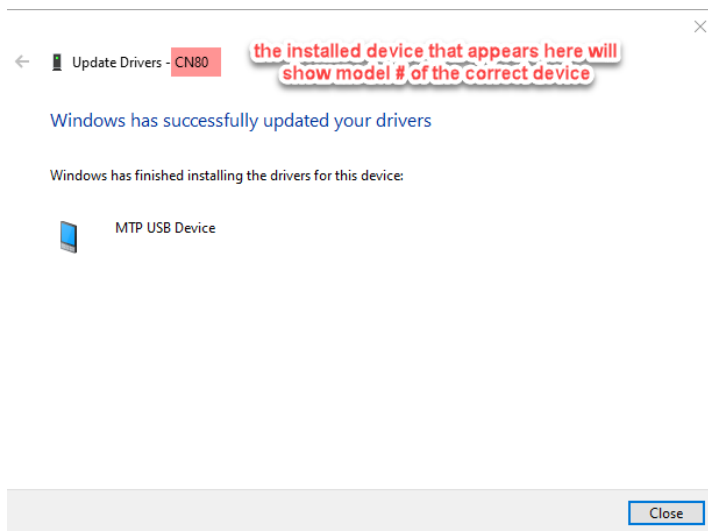 Update Drivers - CN80
the installed device that appears here will
show model # of the correct device
Windows has successfully updated your drivers
Windows has finished installing the drivers for this device:
MTP USB Device
Close